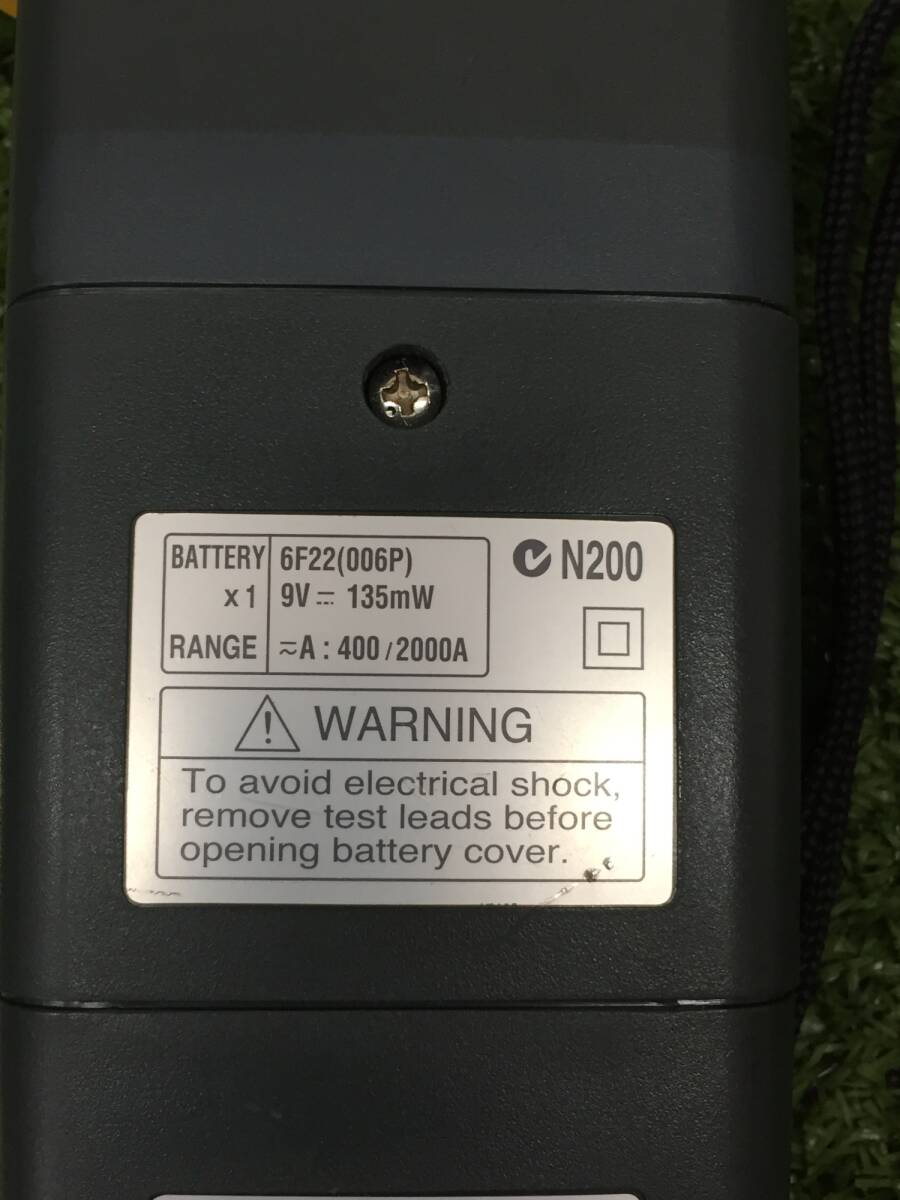 BATTERY 6F22(006P)
x 1 9V ⎓ 135mW
RANGE ≂A : 400 / 2000A
N200
WARNING
To avoid electrical shock,
remove test leads before
opening battery cover.